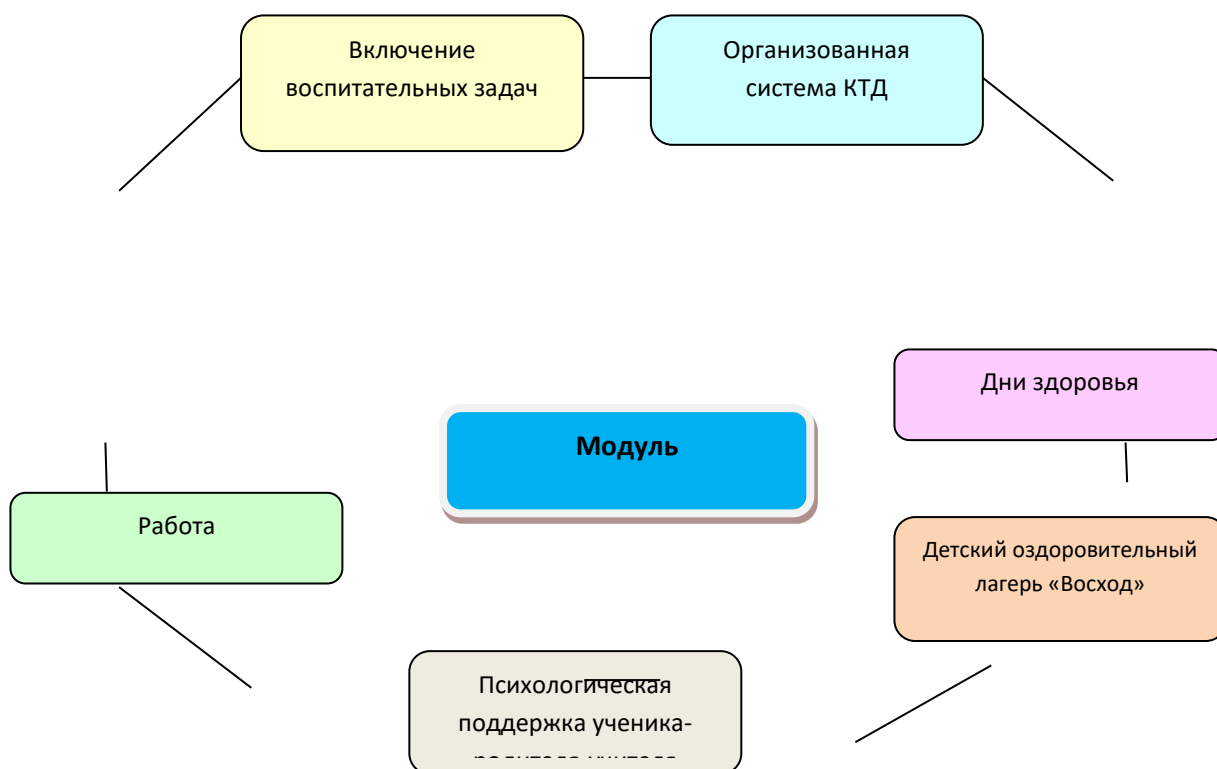 Включение
воспитательных задач
Организованная
система КТД
Дни здоровья
Модуль
Работа
Детский оздоровительный
лагерь «Восход»
Психологическая
поддержка ученика-